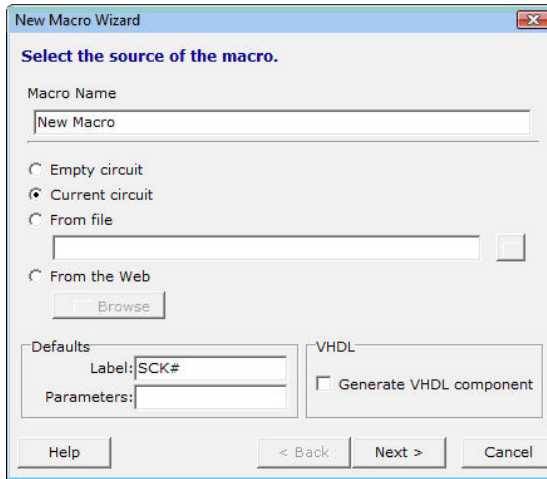 New Macro Wizard
Select the source of the macro.
Macro Name
New Macro
Empty circuit
Current circuit
From file
From the Web
Browse
Defaults
Label: SCK#
Parameters:
VHDL
Generate VHDL component
Help
< Back
Next >
Cancel